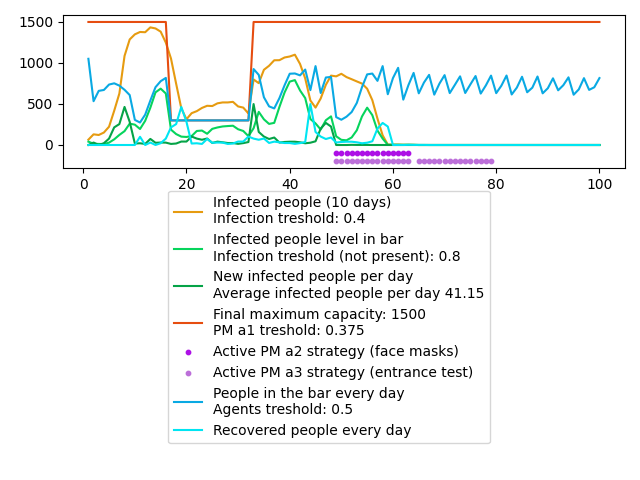 1500
1000
500
0
0
20
40
60
80
100
Infected people (10 days)
Infection treshold: 0.4
Infected people level in bar
Infection treshold (not present): 0.8
New infected people per day
Average infected people per day 41.15
Final maximum capacity: 1500
PM a1 treshold: 0.375
Active PM a2 strategy (face masks)
Active PM a3 strategy (entrance test)
People in the bar every day
Agents treshold: 0.5
Recovered people every day